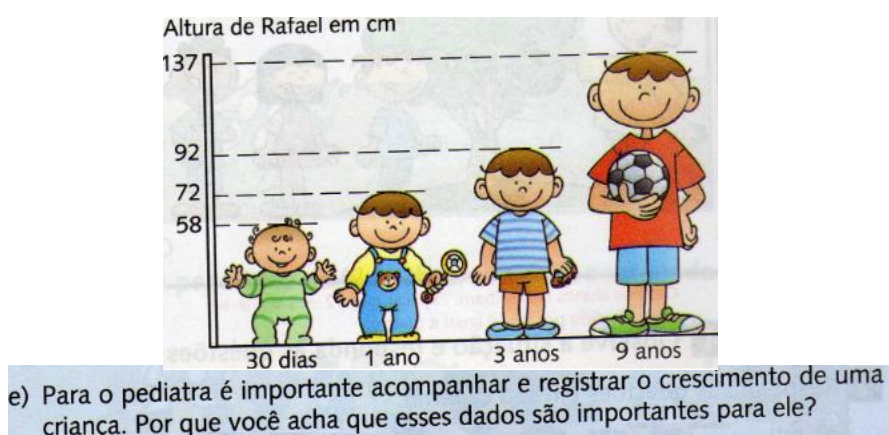 Altura de Rafael em cm
137
92
72
58
30 dias 1 ano 3 anos 9 anos
e) Para o pediatra é importante acompanhar e registrar o crescimento de uma
criança. Por que você acha que esses dados são importantes para ele?